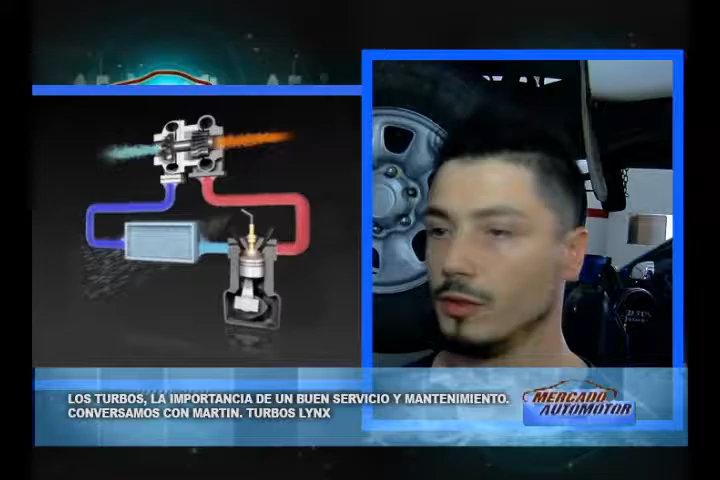 LOS TURBOS, LA IMPORTANCIA DE UN BUEN SERVICIO Y MANTENIMIENTO.
CONVERSAMOS CON MARTIN. TURBOS LYNX
MERCADO
AUTOMOTOR